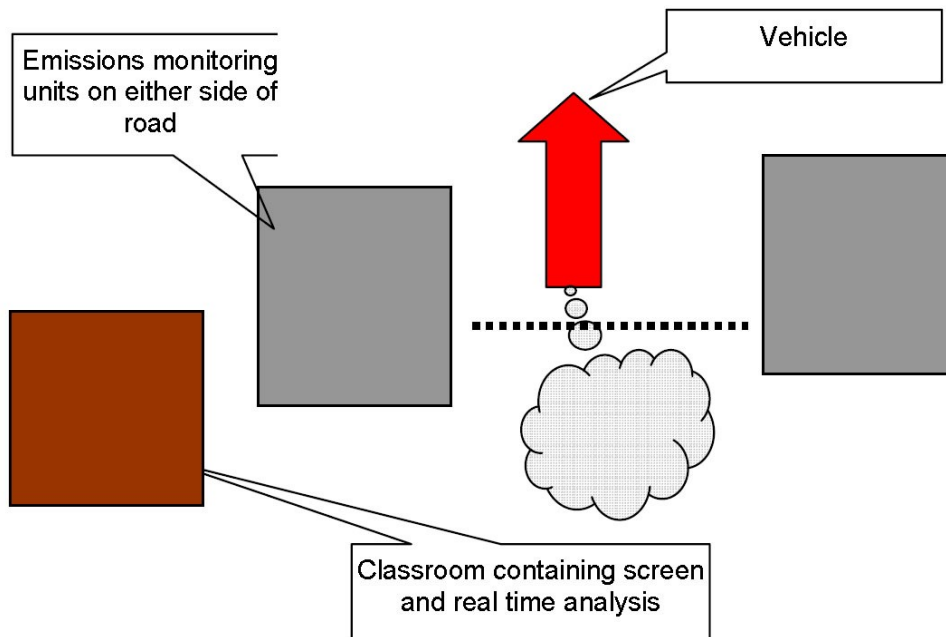 Emissions monitoring
units on either side of
road
Vehicle
Classroom containing screen
and real time analysis